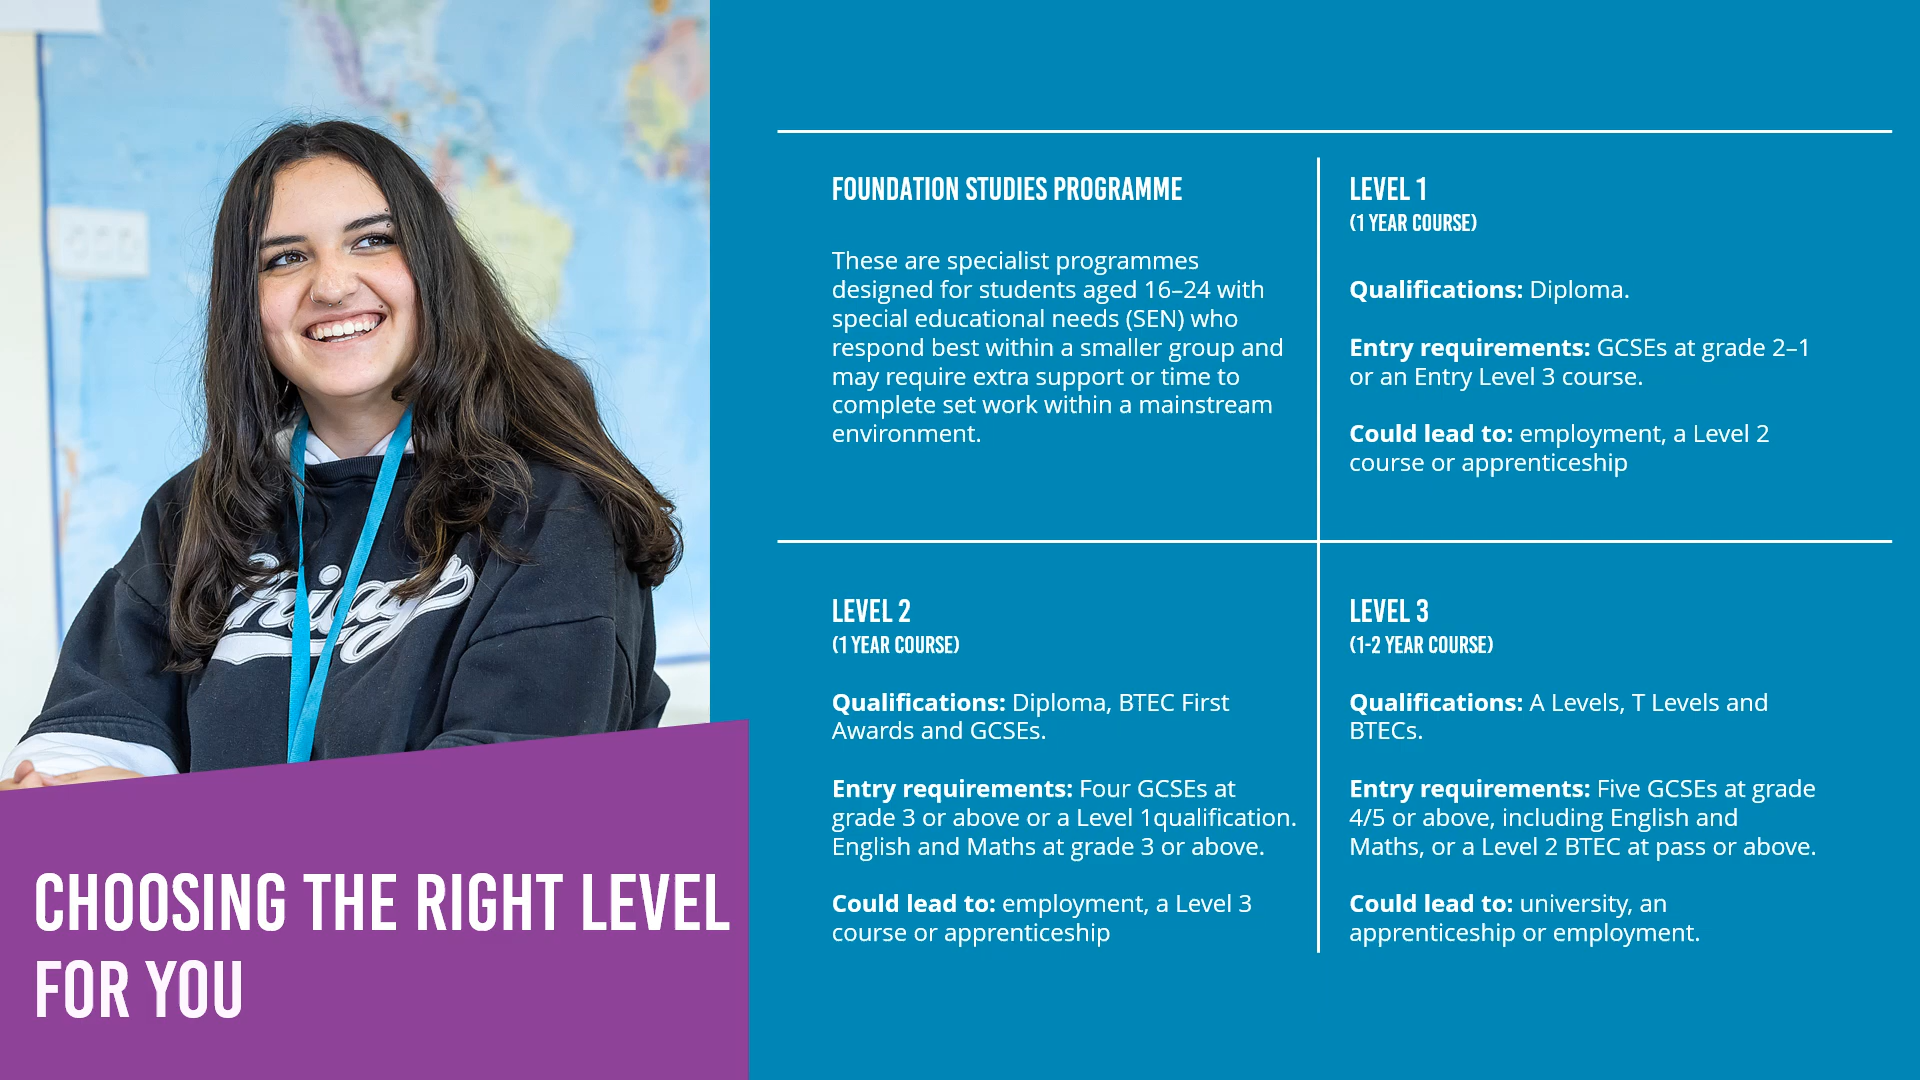 FOUNDATION STUDIES PROGRAMME
These are specialist programmes
designed for students aged 16–24 with
special educational needs (SEN) who
respond best within a smaller group and
may require extra support or time to
complete set work within a mainstream
environment.
LEVEL 1
(1 YEAR COURSE)
Qualifications: Diploma.
Entry requirements: GCSEs at grade 2–1
or an Entry Level 3 course.
Could lead to: employment, a Level 2
course or apprenticeship
LEVEL 2
(1 YEAR COURSE)
Qualifications: Diploma, BTEC First
Awards and GCSEs.
Entry requirements: Four GCSEs at
grade 3 or above or a Level 1qualification.
English and Maths at grade 3 or above.
Could lead to: employment, a Level 3
course or apprenticeship
LEVEL 3
(1-2 YEAR COURSE)
Qualifications: A Levels, T Levels and
BTECs.
Entry requirements: Five GCSEs at grade
4/5 or above, including English and
Maths, or a Level 2 BTEC at pass or above.
Could lead to: university, an
apprenticeship or employment.
CHOOSING THE RIGHT LEVEL
FOR YOU